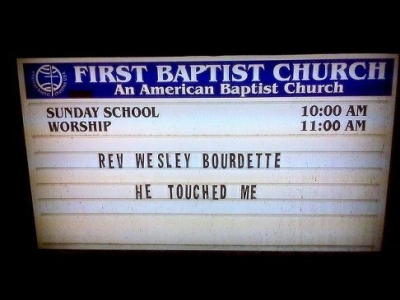 FIRST BAPTIST CHURCH
An American Baptist Church
SUNDAY SCHOOL 10:00 AM
WORSHIP 11:00 AM
REV WESLEY BOURDETTE
HE TOUCHED ME